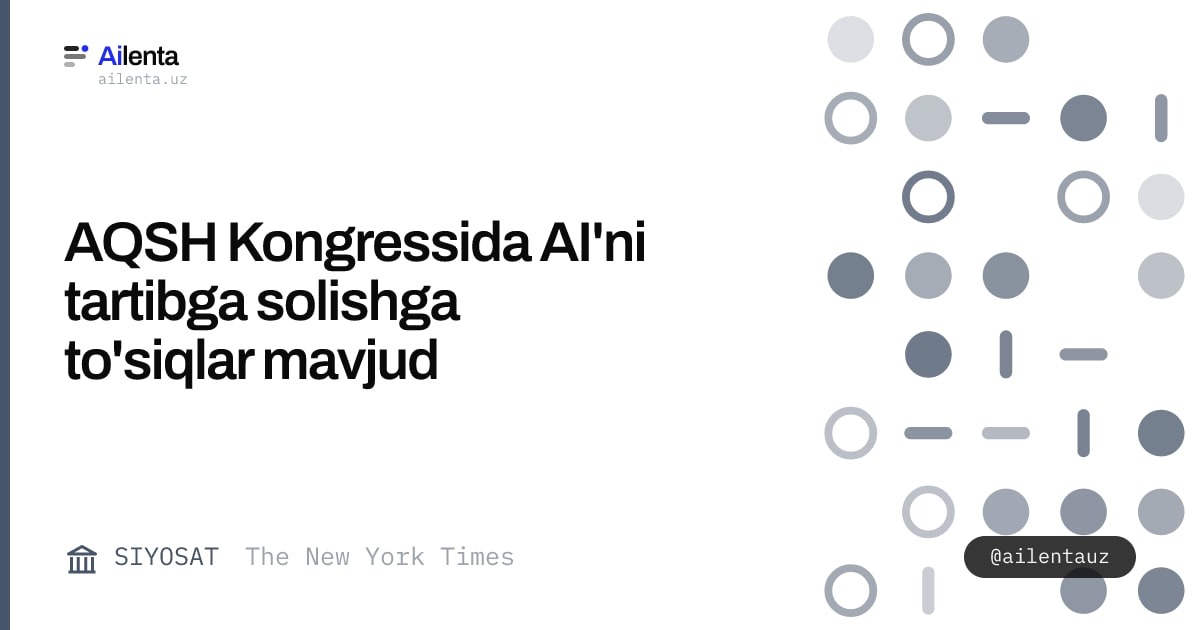 Ailenta
ailenta.uz
AQSH Kongressida AI'ni
tartibga solishga
to'siqlar mavjud
SIYOSAT The New York Times
@ailentauz